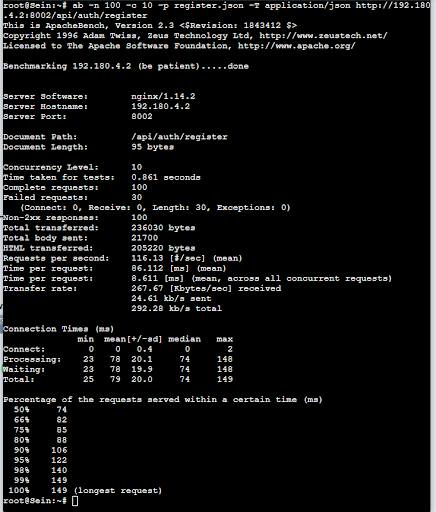 root@Sein:~# ab -n 100 -c 10 -p register.json -T application/json http://192.180
.4.2:8002/api/auth/register
This is ApacheBench, Version 2.3 <$Revision: 1843412 $>
Copyright 1996 Adam Twiss, Zeus Technology Ltd, http://www.zeustech.net/
Licensed to The Apache Software Foundation, http://www.apache.org/
Benchmarking 192.180.4.2 (be patient).....done
Server Software: nginx/1.14.2
Server Hostname: 192.180.4.2
Server Port: 8002
Document Path: /api/auth/register
Document Length: 95 bytes
Concurrency Level: 10
Time taken for tests: 0.861 seconds
Complete requests: 100
Failed requests: 30
(Connect: 0, Receive: 0, Length: 30, Exceptions: 0)
Non-2xx responses: 100
Total transferred: 236030 bytes
Total body sent: 21700
HTML transferred: 205220 bytes
Requests per second: 116.13 [#/sec] (mean)
Time per request: 86.112 [ms] (mean)
Time per request: 8.611 [ms] (mean, across all concurrent requests)
Transfer rate: 267.67 [Kbytes/sec] received
24.61 kb/s sent
292.28 kb/s total
Connection Times (ms)
min mean[+/-sd] median max
Connect: 0 0 0.4 0 2
Processing: 23 78 20.1 74 148
Waiting: 23 78 19.9 74 148
Total: 25 79 20.0 74 149
Percentage of the requests served within a certain time (ms)
50% 74
66% 82
75% 85
80% 88
90% 106
95% 122
98% 140
99% 149
100% 149 (longest request)
root@Sein:~#